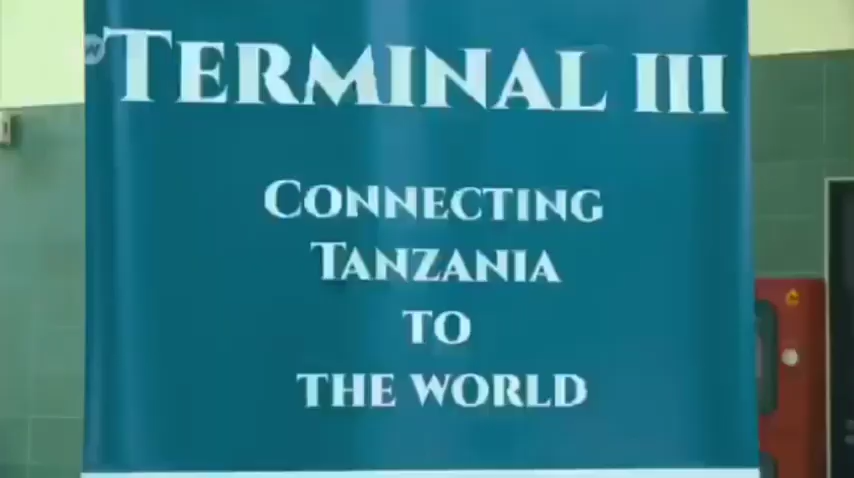 TERMINAL III
CONNECTING
TANZANIA
TO
THE WORLD